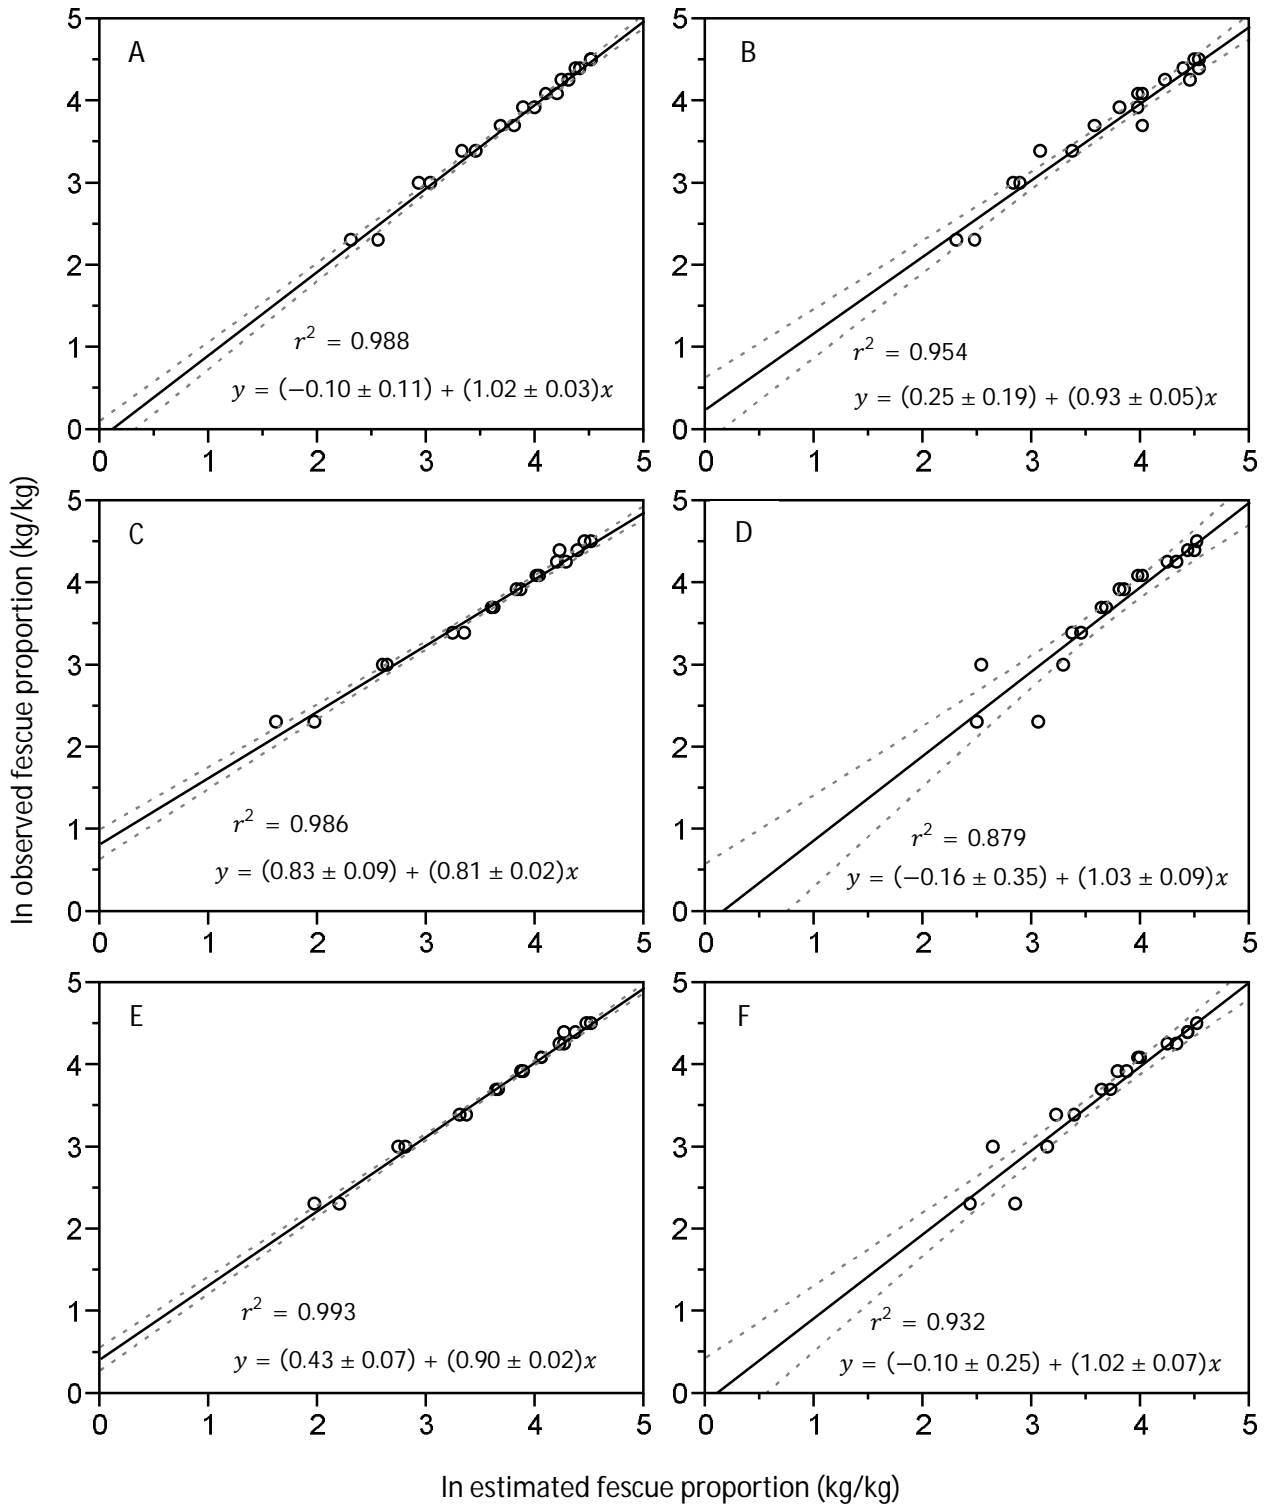 A
5
4
3
2
1
0
r² = 0.988
y = (−0.10 ± 0.11) + (1.02 ± 0.03)x
0 1 2 3 4 5
B
5
4
3
2
1
0
r² = 0.954
y = (0.25 ± 0.19) + (0.93 ± 0.05)x
0 1 2 3 4 5
ln observed fescue proportion (kg/kg)
C
5
4
3
2
1
0
r² = 0.986
y = (0.83 ± 0.09) + (0.81 ± 0.02)x
0 1 2 3 4 5
D
5
4
3
2
1
0
r² = 0.879
y = (−0.16 ± 0.35) + (1.03 ± 0.09)x
0 1 2 3 4 5
E
5
4
3
2
1
0
r² = 0.993
y = (0.43 ± 0.07) + (0.90 ± 0.02)x
0 1 2 3 4 5
F
5
4
3
2
1
0
r² = 0.932
y = (−0.10 ± 0.25) + (1.02 ± 0.07)x
0 1 2 3 4 5
ln estimated fescue proportion (kg/kg)